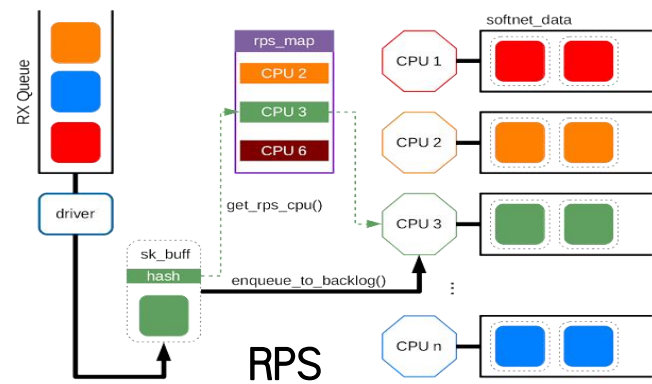 RX Queue
driver
sk_buff
hash
rps_map
CPU 2
CPU 3
CPU 6
get_rps_cpu()
enqueue_to_backlog()
softnet_data
CPU 1
CPU 2
CPU 3
...
CPU n
RPS